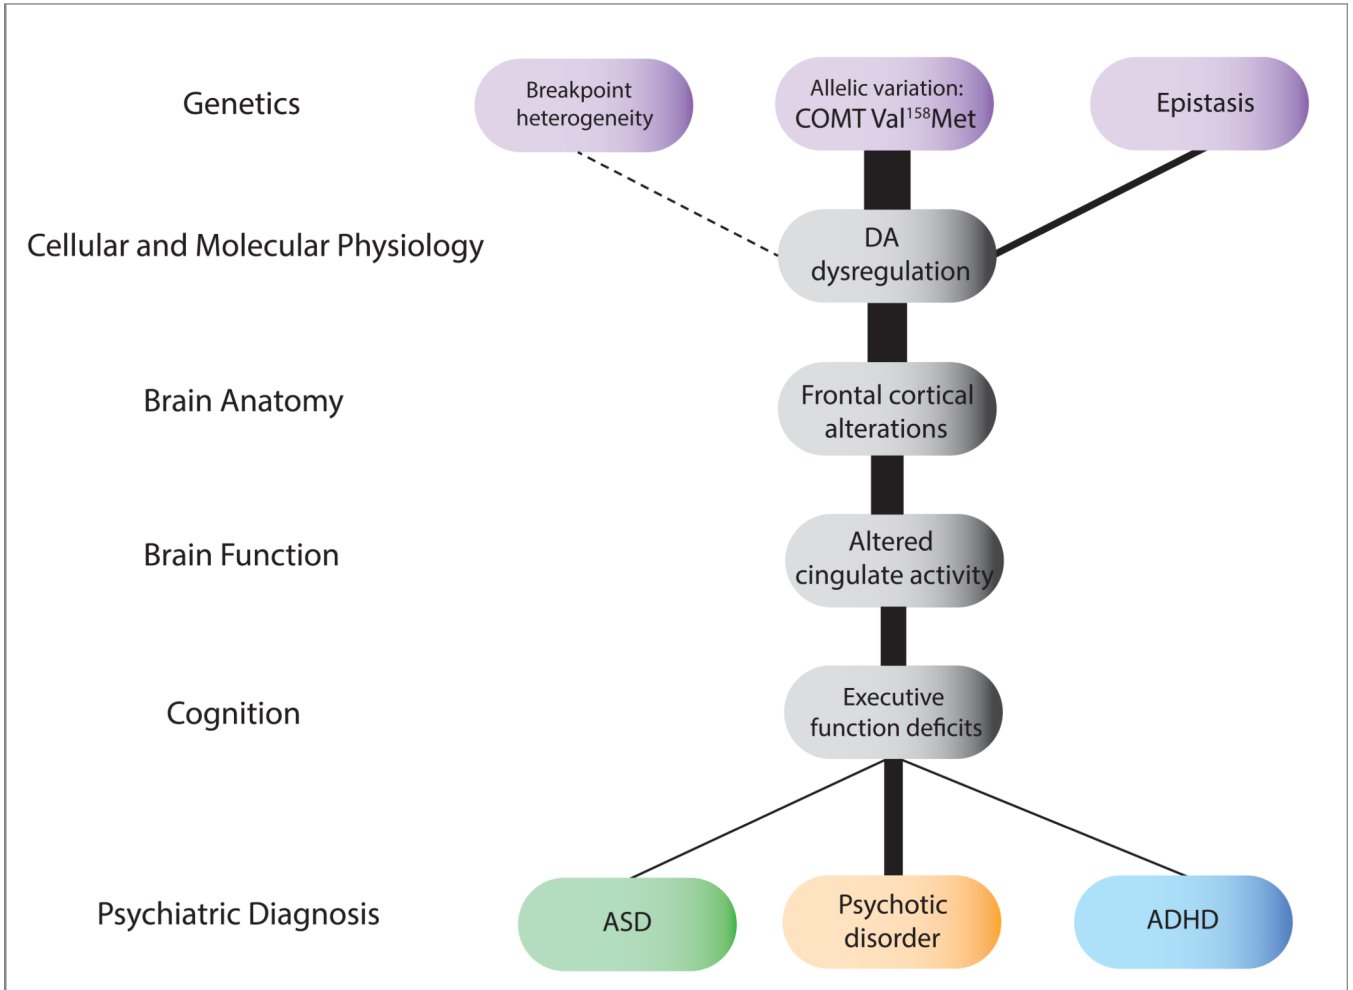 Genetics
Breakpoint
heterogeneity
Allelic variation:
COMT Val¹⁵⁸Met
Epistasis
Cellular and Molecular Physiology
DA
dysregulation
Brain Anatomy
Frontal cortical
alterations
Brain Function
Altered
cingulate activity
Cognition
Executive
function deficits
Psychiatric Diagnosis
ASD
Psychotic
disorder
ADHD